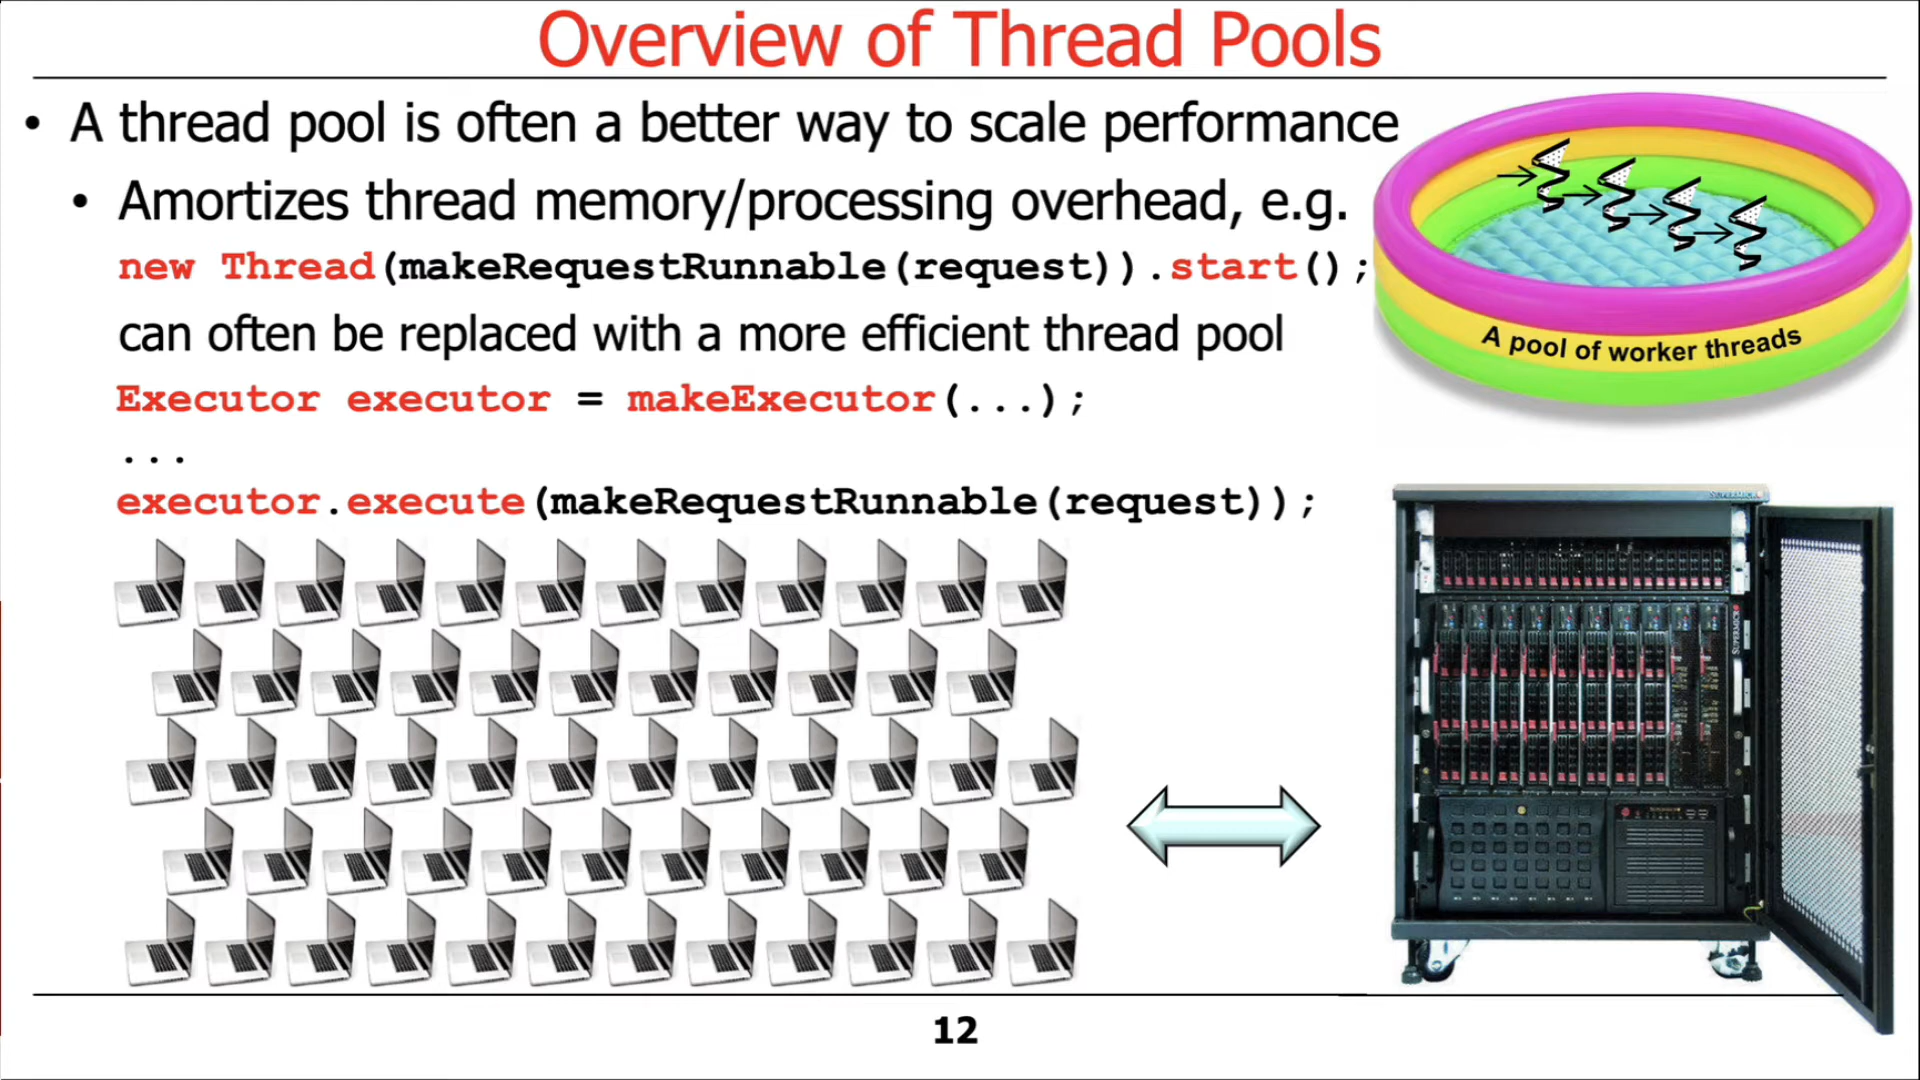 Overview of Thread Pools
• A thread pool is often a better way to scale performance
• Amortizes thread memory/processing overhead, e.g.
new Thread(makeRequestRunnable(request)).start();
can often be replaced with a more efficient thread pool
Executor executor = makeExecutor(...);
...
executor.execute(makeRequestRunnable(request));
A pool of worker threads
SUPERMICRO
SUPERMICRO
12